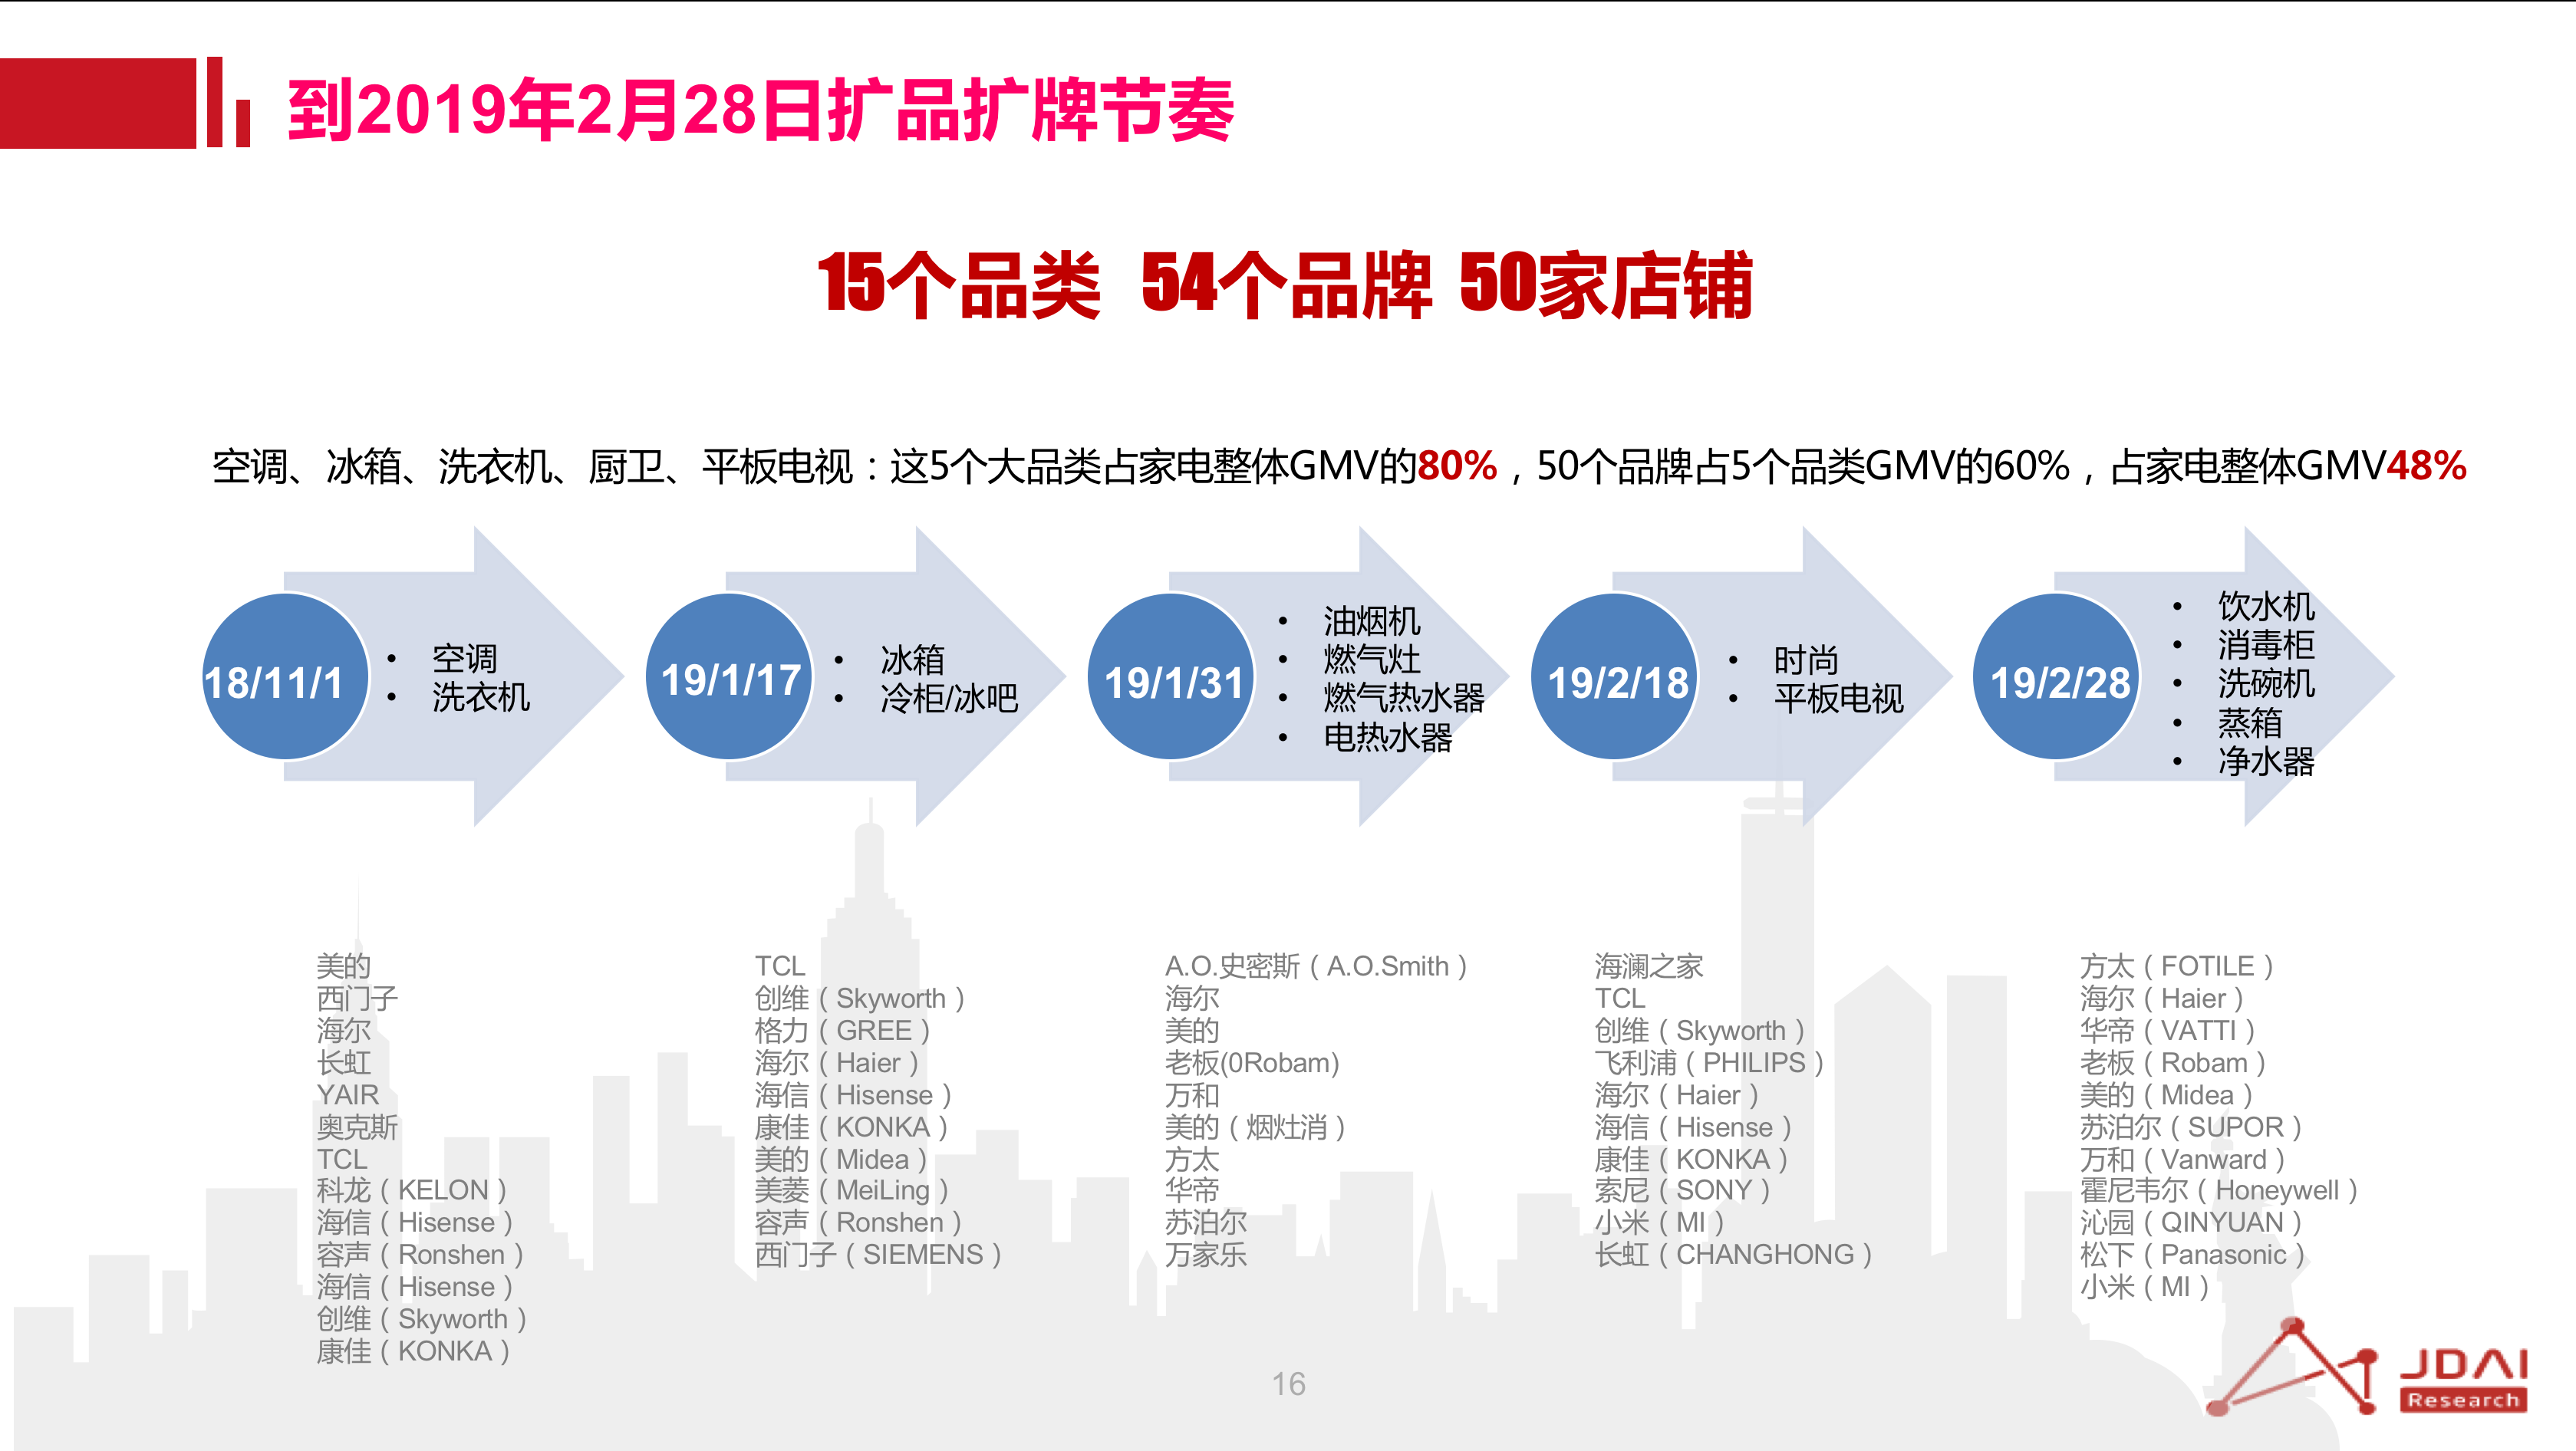 到2019年2月28日扩品扩牌节奏
15个品类 54个品牌 50家店铺
空调、冰箱、洗衣机、厨卫、平板电视：这5个大品类占家电整体GMV的80%，50个品牌占5个品类GMV的60%，占家电整体GMV48%
18/11/1
• 空调
• 洗衣机
19/1/17
• 冰箱
• 冷柜/冰吧
19/1/31
• 油烟机
• 燃气灶
• 燃气热水器
• 电热水器
19/2/18
• 时尚
• 平板电视
19/2/28
• 饮水机
• 消毒柜
• 洗碗机
• 蒸箱
• 净水器
美的
西门子
海尔
长虹
YAIR
奥克斯
TCL
科龙（KELON）
海信（Hisense）
容声（Ronshen）
海信（Hisense）
创维（Skyworth）
康佳（KONKA）
TCL
创维（Skyworth）
格力（GREE）
海尔（Haier）
海信（Hisense）
康佳（KONKA）
美的（Midea）
美菱（MeiLing）
容声（Ronshen）
西门子（SIEMENS）
A.O.史密斯（A.O.Smith）
海尔
美的
老板(0Robam)
万和
美的（烟灶消）
方太
华帝
苏泊尔
万家乐
海澜之家
TCL
创维（Skyworth）
飞利浦（PHILIPS）
海尔（Haier）
海信（Hisense）
康佳（KONKA）
索尼（SONY）
小米（MI）
长虹（CHANGHONG）
方太（FOTILE）
海尔（Haier）
华帝（VATTI）
老板（Robam）
美的（Midea）
苏泊尔（SUPOR）
万和（Vanward）
霍尼韦尔（Honeywell）
沁园（QINYUAN）
松下（Panasonic）
小米（MI）
16
JDAI
Research